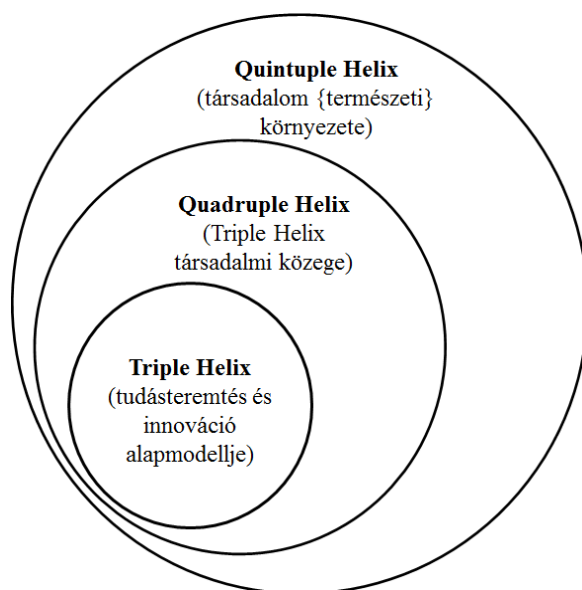 Quintuple Helix
(társadalom {természeti}
környezete)
Quadruple Helix
(Triple Helix
társadalmi közege)
Triple Helix
(tudásteremtés és
innováció
alapmodellje)